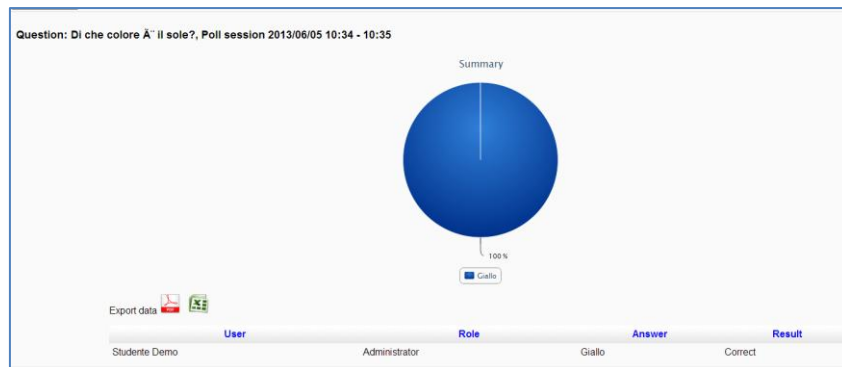 Question: Di che colore Ã¨ il sole?, Poll session 2013/06/05 10:34 - 10:35
Summary
100 %
Giallo
Export data
User Role Answer Result
Studente Demo Administrator Giallo Correct